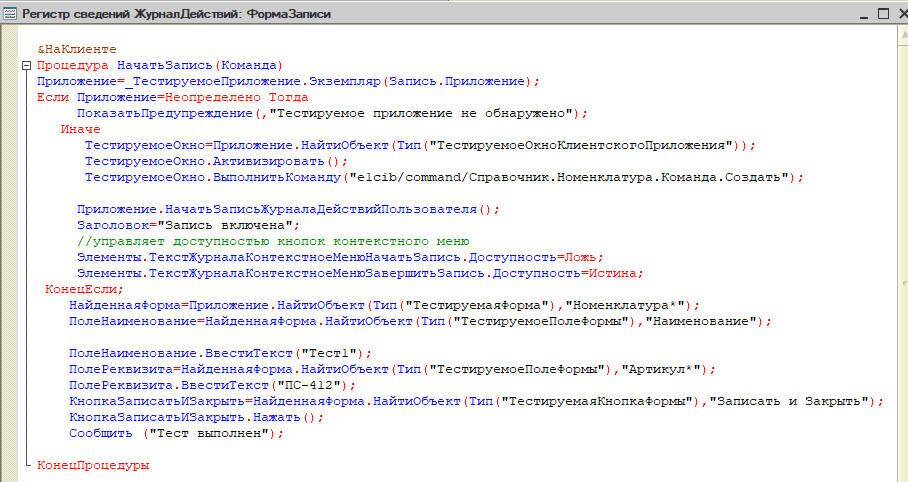 Регистр сведений ЖурналДействий: ФормаЗаписи
&НаКлиенте
Процедура НачатьЗапись(Команда)
Приложение=_ТестируемоеПриложение.Экземпляр(Запись.Приложение);
Если Приложение=Неопределено Тогда
ПоказатьПредупреждение(,"Тестируемое приложение не обнаружено");
Иначе
ТестируемоеОкно=Приложение.НайтиОбъект(Тип("ТестируемоеОкноКлиентскогоПриложения"));
ТестируемоеОкно.Активизировать();
ТестируемоеОкно.ВыполнитьКоманду("e1cib/command/Справочник.Номенклатура.Команда.Создать");
Приложение.НачатьЗаписьЖурналаДействийПользователя();
Заголовок="Запись включена";
//управляет доступностью кнопок контекстного меню
Элементы.ТекстЖурналаКонтекстноеМенюНачатьЗапись.Доступность=Ложь;
Элементы.ТекстЖурналаКонтекстноеМенюЗавершитьЗапись.Доступность=Истина;
КонецЕсли;
НайденнаяФорма=Приложение.НайтиОбъект(Тип("ТестируемаяФорма"),"Номенклатура*");
ПолеНаименование=НайденнаяФорма.НайтиОбъект(Тип("ТестируемоеПолеФормы"),"Наименование");
ПолеНаименование.ВвестиТекст("Тест1");
ПолеРеквизита=НайденнаяФорма.НайтиОбъект(Тип("ТестируемоеПолеФормы"),"Артикул*");
ПолеРеквизита.ВвестиТекст("ПС-412");
КнопкаЗаписатьИЗакрыть=НайденнаяФорма.НайтиОбъект(Тип("ТестируемаяКнопкаФормы"),"Записать и Закрыть");
КнопкаЗаписатьИЗакрыть.Нажать();
Сообщить ("Тест выполнен");
КонецПроцедуры